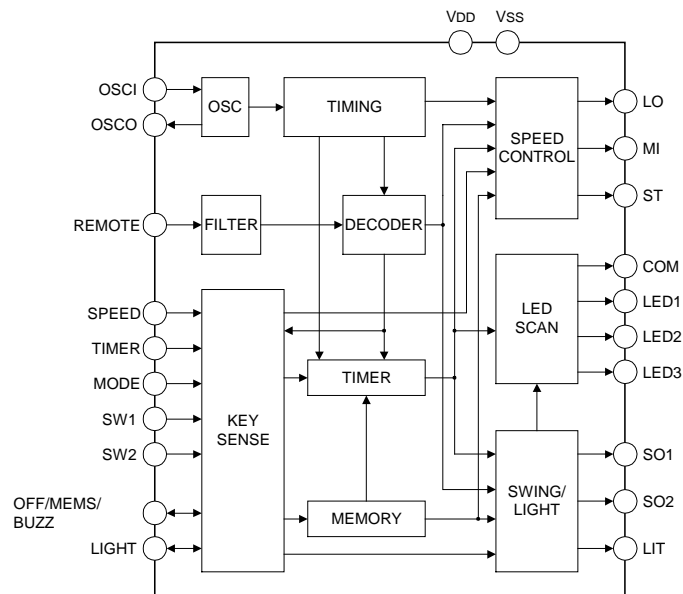 VDD
VSS
OSCI
OSCO
OSC
TIMING
SPEED
CONTROL
LO
MI
ST
REMOTE
FILTER
DECODER
COM
LED
SCAN
LED1
LED2
LED3
SPEED
TIMER
MODE
SW1
SW2
OFF/MEMS/
BUZZ
LIGHT
KEY
SENSE
TIMER
MEMORY
SWING/
LIGHT
SO1
SO2
LIT